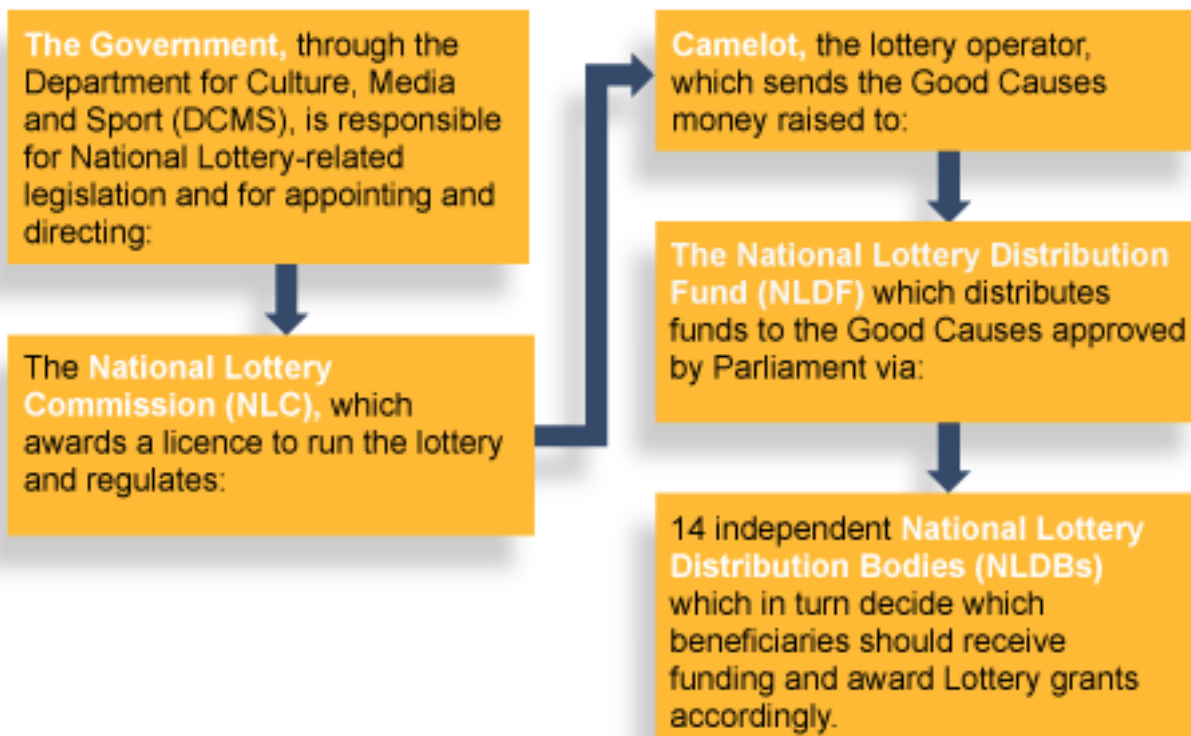 The Government, through the
Department for Culture, Media
and Sport (DCMS), is responsible
for National Lottery-related
legislation and for appointing and
directing:
The National Lottery
Commission (NLC), which
awards a licence to run the lottery
and regulates:
Camelot, the lottery operator,
which sends the Good Causes
money raised to:
The National Lottery Distribution
Fund (NLDF) which distributes
funds to the Good Causes approved
by Parliament via:
14 independent National Lottery
Distribution Bodies (NLDBs)
which in turn decide which
beneficiaries should receive
funding and award Lottery grants
accordingly.